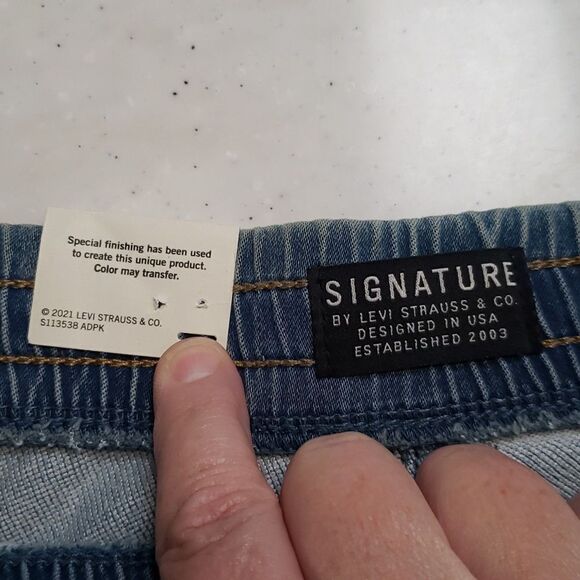 Special finishing has been used
to create this unique product.
Color may transfer.
© 2021 LEVI STRAUSS & CO.
S113538 ADPK
SIGNATURE
BY LEVI STRAUSS & CO.
DESIGNED IN USA
ESTABLISHED 2003